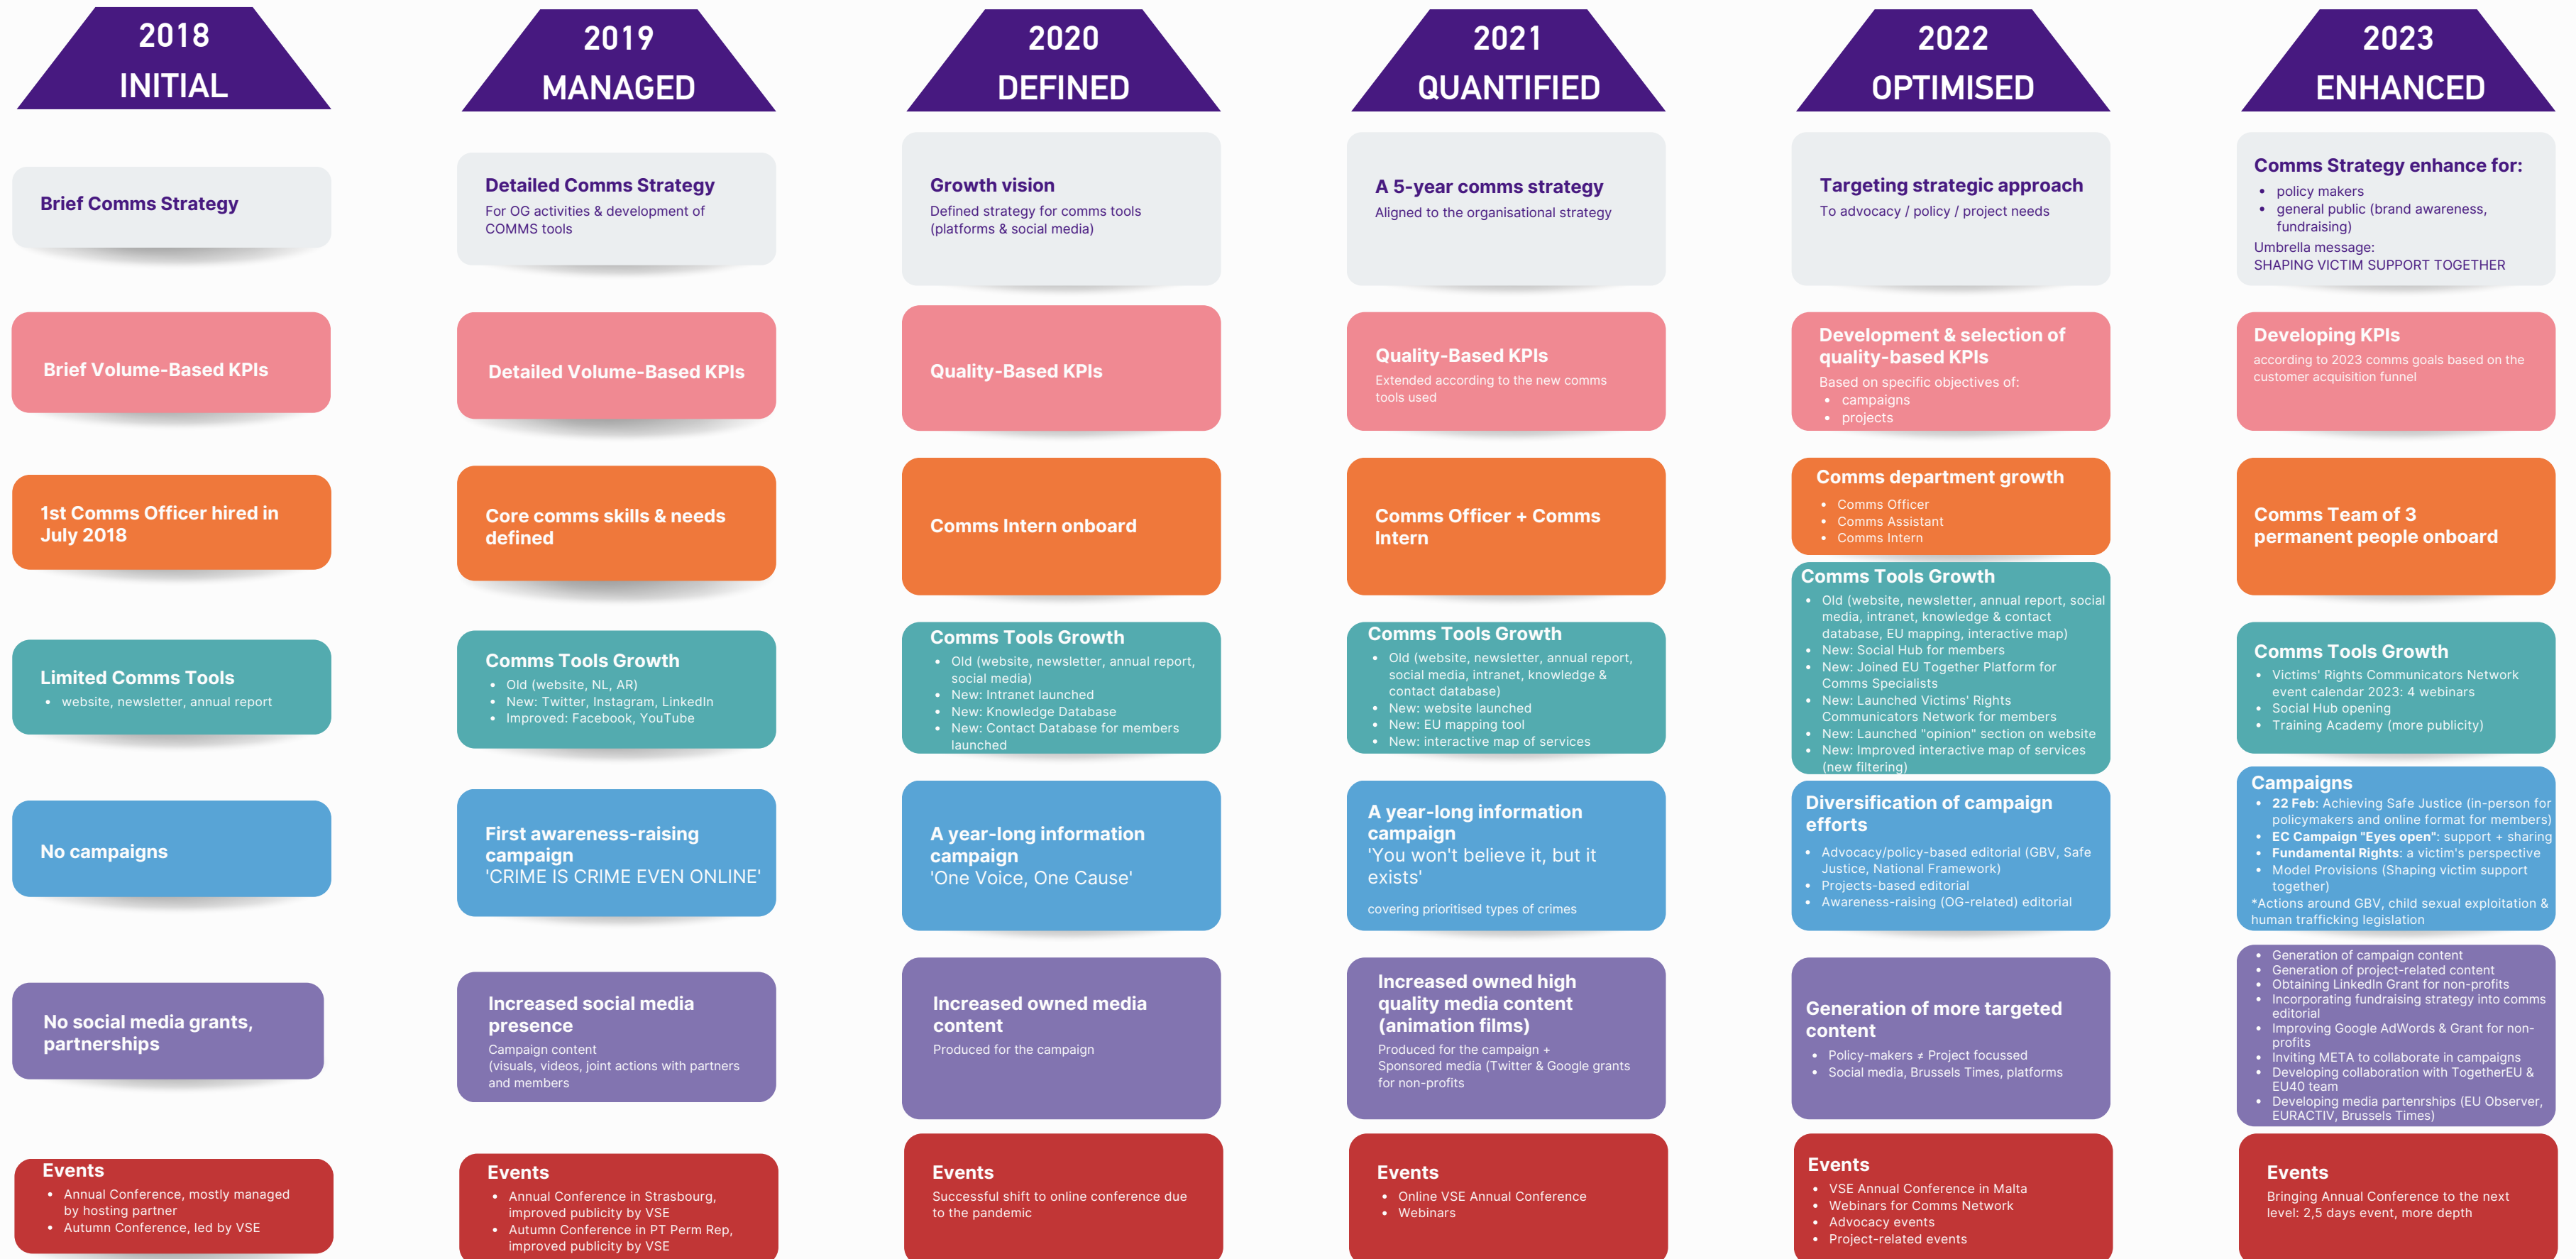 2018
INITIAL
Brief Comms Strategy
Brief Volume-Based KPIs
1st Comms Officer hired in
July 2018
Limited Comms Tools
• website, newsletter, annual report
No campaigns
No social media grants,
partnerships
Events
• Annual Conference, mostly managed
by hosting partner
• Autumn Conference, led by VSE
2019
MANAGED
Detailed Comms Strategy
For OG activities & development of
COMMS tools
Detailed Volume-Based KPIs
Core comms skills & needs
defined
Comms Tools Growth
• Old (website, NL, AR)
• New: Twitter, Instagram, LinkedIn
• Improved: Facebook, YouTube
First awareness-raising
campaign
'CRIME IS CRIME EVEN ONLINE'
Increased social media
presence
Campaign content
(visuals, videos, joint actions with partners
and members
Events
• Annual Conference in Strasbourg,
improved publicity by VSE
• Autumn Conference in PT Perm Rep,
improved publicity by VSE
2020
DEFINED
Growth vision
Defined strategy for comms tools
(platforms & social media)
Quality-Based KPIs
Comms Intern onboard
Comms Tools Growth
• Old (website, newsletter, annual report,
social media)
• New: Intranet launched
• New: Knowledge Database
• New: Contact Database for members
launched
A year-long information
campaign
'One Voice, One Cause'
Increased owned media
content
Produced for the campaign
Events
Successful shift to online conference due
to the pandemic
2021
QUANTIFIED
A 5-year comms strategy
Aligned to the organisational strategy
Quality-Based KPIs
Extended according to the new comms
tools used
Comms Officer + Comms
Intern
Comms Tools Growth
• Old (website, newsletter, annual report,
social media, intranet, knowledge &
contact database)
• New: website launched
• New: EU mapping tool
• New: interactive map of services
A year-long information
campaign
'You won't believe it, but it
exists'
covering prioritised types of crimes
Increased owned high
quality media content
(animation films)
Produced for the campaign +
Sponsored media (Twitter & Google grants
for non-profits
Events
• Online VSE Annual Conference
• Webinars
2022
OPTIMISED
Targeting strategic approach
To advocacy / policy / project needs
Development & selection of
quality-based KPIs
Based on specific objectives of:
• campaigns
• projects
Comms department growth
• Comms Officer
• Comms Assistant
• Comms Intern
Comms Tools Growth
• Old (website, newsletter, annual report, social
media, intranet, knowledge & contact
database, EU mapping, interactive map)
• New: Social Hub for members
• New: Joined EU Together Platform for
Comms Specialists
• New: Launched Victims' Rights
Communicators Network for members
• New: Launched "opinion" section on website
• New: Improved interactive map of services
(new filtering)
Diversification of campaign
efforts
• Advocacy/policy-based editorial (GBV, Safe
Justice, National Framework)
• Projects-based editorial
• Awareness-raising (OG-related) editorial
Generation of more targeted
content
• Policy-makers ≠ Project focussed
• Social media, Brussels Times, platforms
Events
• VSE Annual Conference in Malta
• Webinars for Comms Network
• Advocacy events
• Project-related events
2023
ENHANCED
Comms Strategy enhance for:
• policy makers
• general public (brand awareness,
fundraising)
Umbrella message:
SHAPING VICTIM SUPPORT TOGETHER
Developing KPIs
according to 2023 comms goals based on the
customer acquisition funnel
Comms Team of 3
permanent people onboard
Comms Tools Growth
• Victims' Rights Communicators Network
event calendar 2023: 4 webinars
• Social Hub opening
• Training Academy (more publicity)
Campaigns
• 22 Feb: Achieving Safe Justice (in-person for
policymakers and online format for members)
• EC Campaign "Eyes open": support + sharing
• Fundamental Rights: a victim's perspective
• Model Provisions (Shaping victim support
together)
*Actions around GBV, child sexual exploitation &
human trafficking legislation
• Generation of campaign content
• Generation of project-related content
• Obtaining LinkedIn Grant for non-profits
• Incorporating fundraising strategy into comms
editorial
• Improving Google AdWords & Grant for non-
profits
• Inviting META to collaborate in campaigns
• Developing collaboration with TogetherEU &
EU40 team
• Developing media partenrships (EU Observer,
EURACTIV, Brussels Times)
Events
Bringing Annual Conference to the next
level: 2,5 days event, more depth